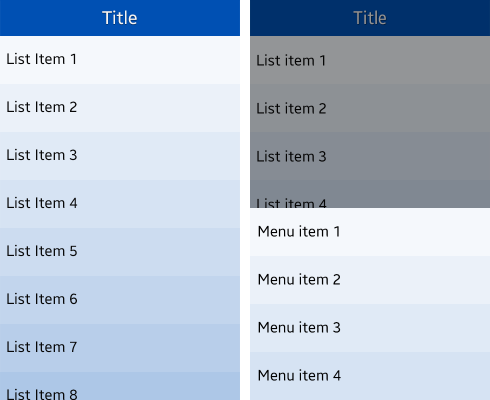 Title
List Item 1
List Item 2
List Item 3
List Item 4
List Item 5
List Item 6
List Item 7
List Item 8
Title
List item 1
List item 2
List item 3
List item 4
Menu item 1
Menu item 2
Menu item 3
Menu item 4